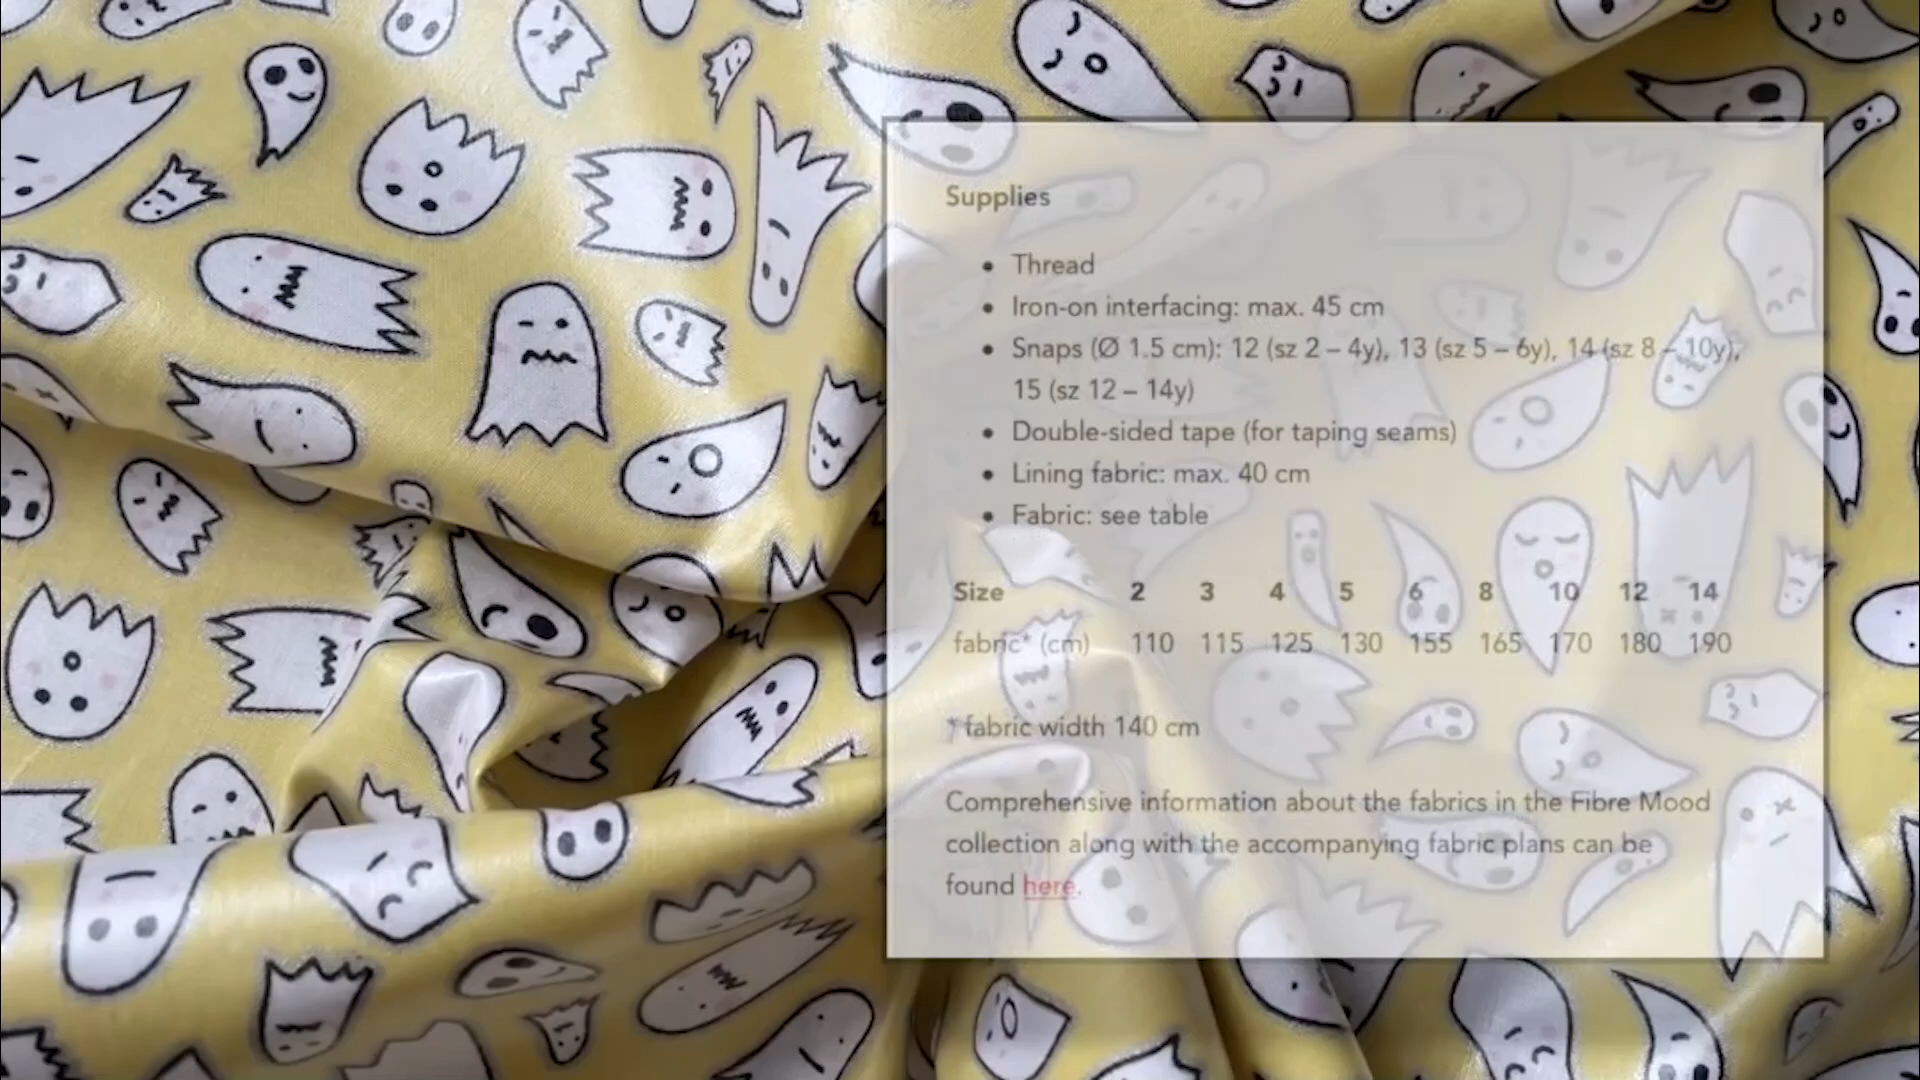 Supplies
• Thread
• Iron-on interfacing: max. 45 cm
• Snaps (Ø 1.5 cm): 12 (sz 2 – 4y), 13 (sz 5 – 6y), 14 (sz 8 – 10y),
15 (sz 12 – 14y)
• Double-sided tape (for taping seams)
• Lining fabric: max. 40 cm
• Fabric: see table
Size 2 3 4 5 6 8 10 12 14
fabric* (cm) 110 115 125 130 155 165 170 180 190
* fabric width 140 cm
Comprehensive information about the fabrics in the Fibre Mood
collection along with the accompanying fabric plans can be
found here.